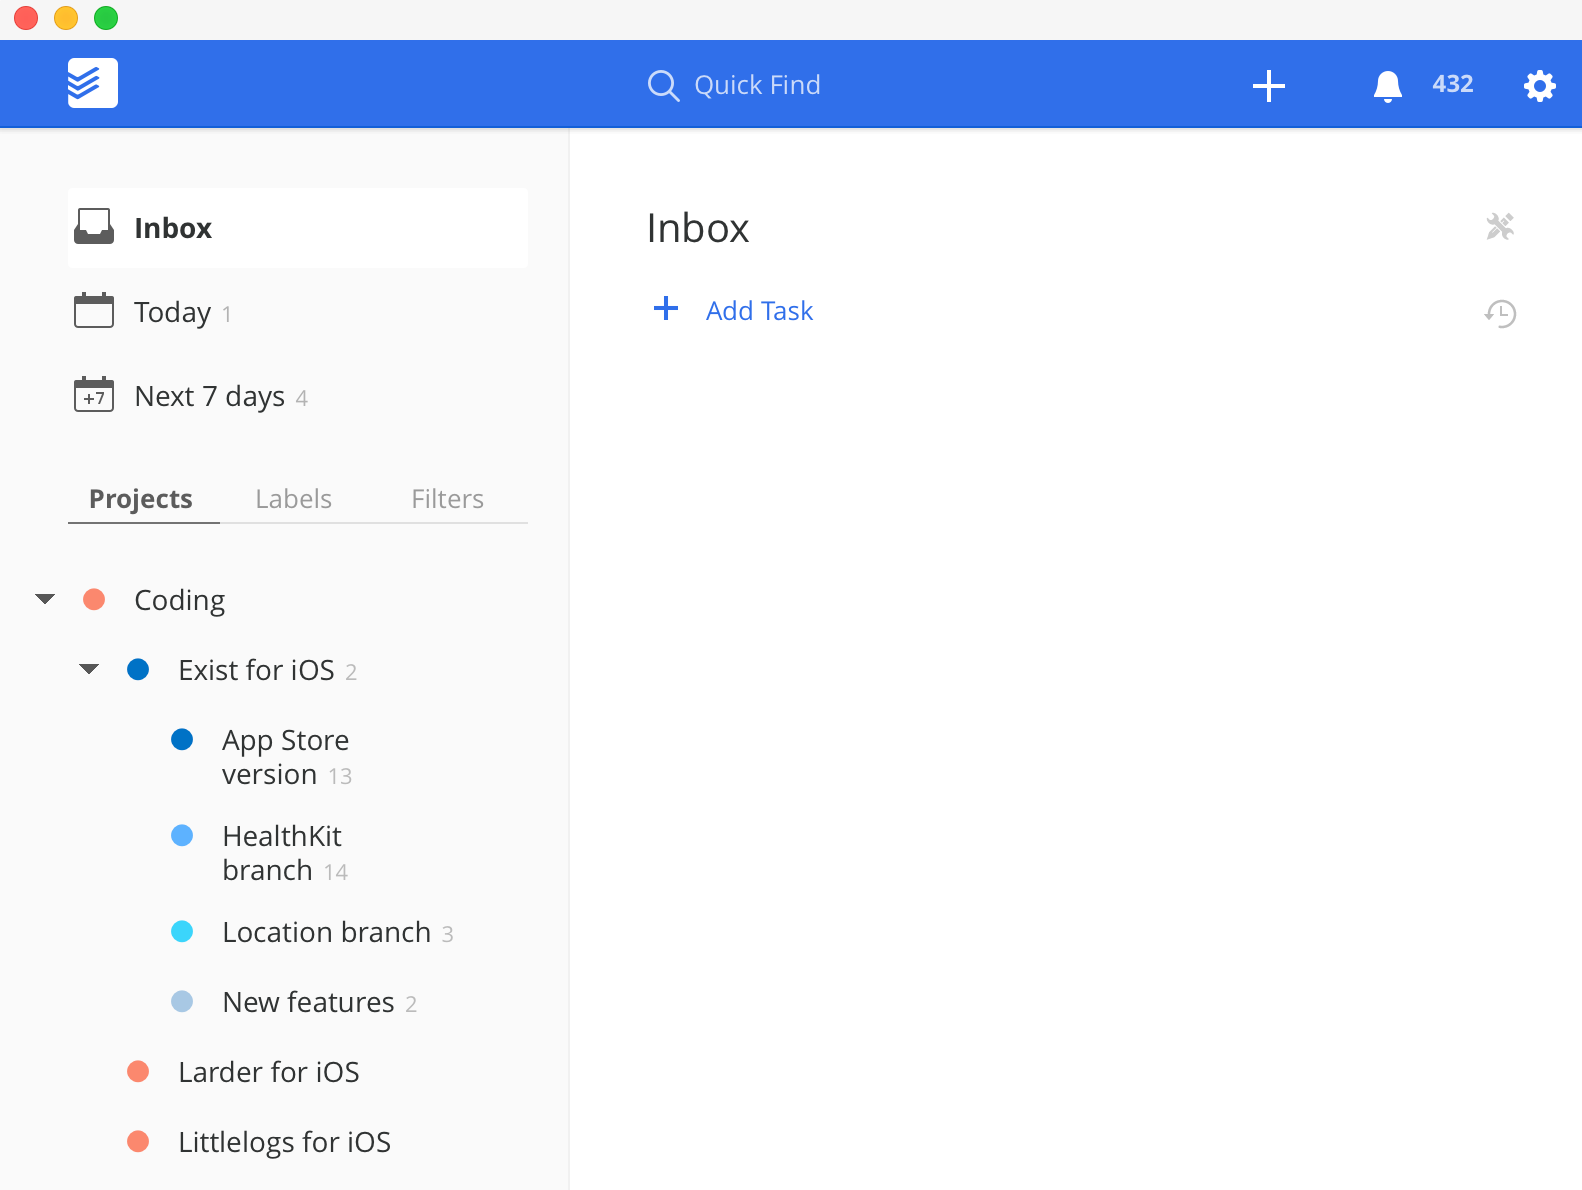 Quick Find
432
Inbox
Today 1
+7
Next 7 days 4
Projects Labels Filters
Coding
Exist for iOS 2
App Store
version 13
HealthKit
branch 14
Location branch 3
New features 2
Larder for iOS
Littlelogs for iOS
Inbox
+ Add Task